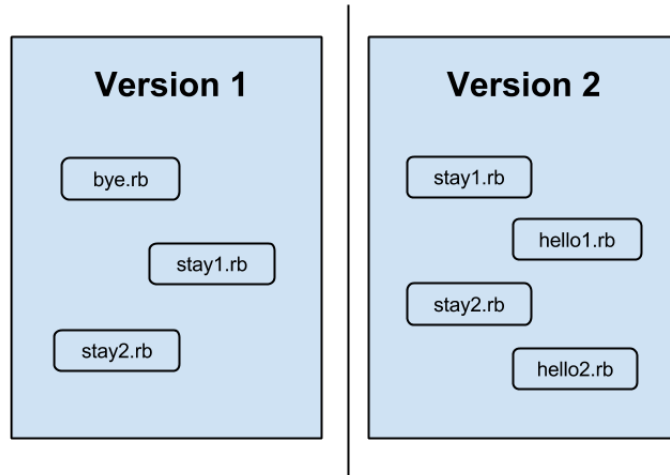 Version 1
bye.rb
stay1.rb
stay2.rb
Version 2
stay1.rb
hello1.rb
stay2.rb
hello2.rb